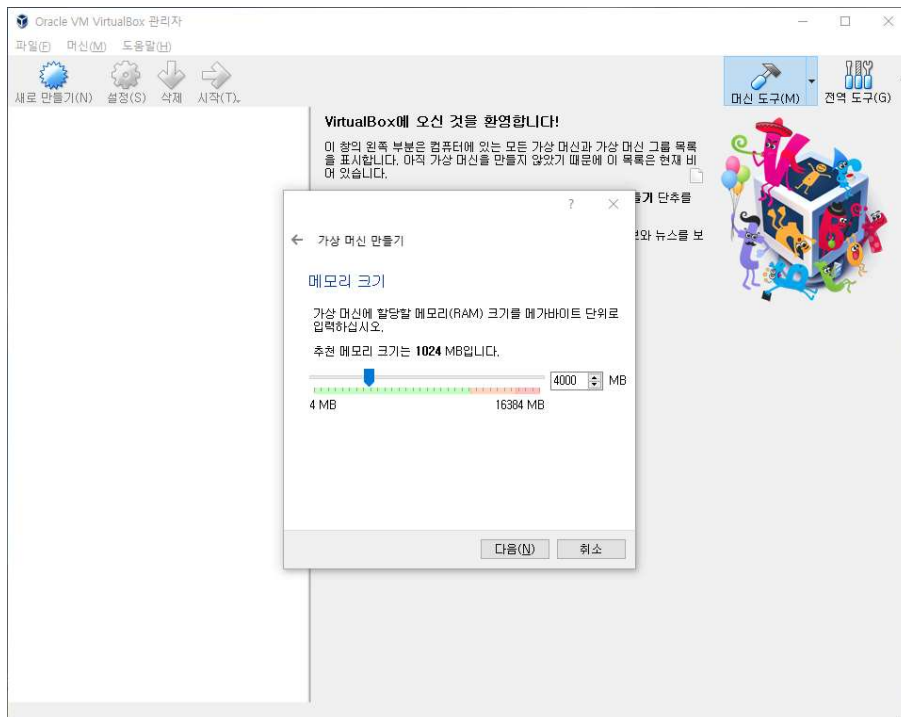 Oracle VM VirtualBox 관리자
파일(F) 머신(M) 도움말(H)
새로 만들기(N) 설정(S) 삭제 시작(T)
머신 도구(M) 전역 도구(G)
VirtualBox에 오신 것을 환영합니다!
이 창의 왼쪽 부분은 컴퓨터에 있는 모든 가상 머신과 가상 머신 그룹 목록
을 표시합니다. 아직 가상 머신을 만들지 않았기 때문에 이 목록은 현재 비
어 있습니다.
들기 단추를
보와 뉴스를 보
?
가상 머신 만들기
메모리 크기
가상 머신에 할당할 메모리(RAM) 크기를 메가바이트 단위로
입력하십시오.
추천 메모리 크기는 1024 MB입니다.
4000 MB
4 MB 16384 MB
다음(N) 취소